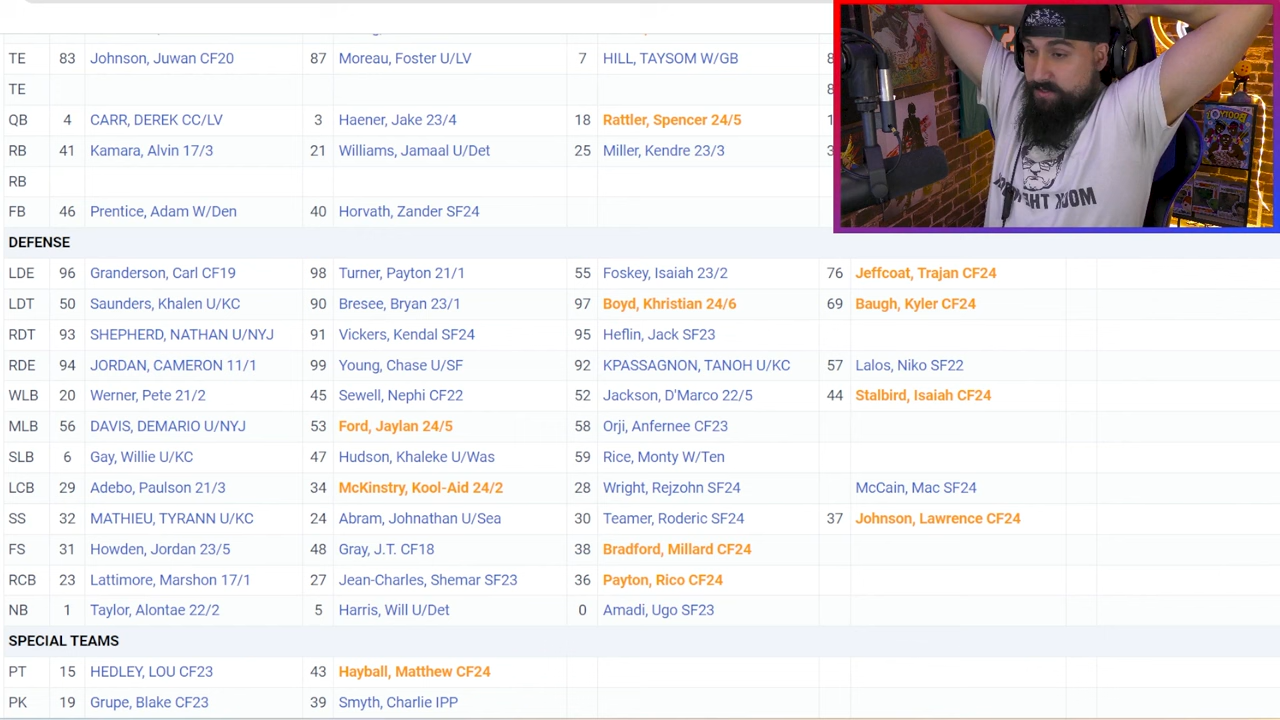 TE 83 Johnson, Juwan CF20 87 Moreau, Foster U/LV 7 HILL, TAYSOM W/GB 8
TE 8
QB 4 CARR, DEREK CC/LV 3 Haener, Jake 23/4 18 Rattler, Spencer 24/5 1
RB 41 Kamara, Alvin 17/3 21 Williams, Jamaal U/Det 25 Miller, Kendre 23/3 3
RB
FB 46 Prentice, Adam W/Den 40 Horvath, Zander SF24
DEFENSE
LDE 96 Granderson, Carl CF19 98 Turner, Payton 21/1 55 Foskey, Isaiah 23/2 76 Jeffcoat, Trajan CF24
LDT 50 Saunders, Khalen U/KC 90 Bresee, Bryan 23/1 97 Boyd, Khristian 24/6 69 Baugh, Kyler CF24
RDT 93 SHEPHERD, NATHAN U/NYJ 91 Vickers, Kendal SF24 95 Heflin, Jack SF23
RDE 94 JORDAN, CAMERON 11/1 99 Young, Chase U/SF 92 KPASSAGNON, TANOH U/KC 57 Lalos, Niko SF22
WLB 20 Werner, Pete 21/2 45 Sewell, Nephi CF22 52 Jackson, D'Marco 22/5 44 Stalbird, Isaiah CF24
MLB 56 DAVIS, DEMARIO U/NYJ 53 Ford, Jaylan 24/5 58 Orji, Anfernee CF23
SLB 6 Gay, Willie U/KC 47 Hudson, Khaleke U/Was 59 Rice, Monty W/Ten
LCB 29 Adebo, Paulson 21/3 34 McKinstry, Kool-Aid 24/2 28 Wright, Rejzohn SF24 McCain, Mac SF24
SS 32 MATHIEU, TYRANN U/KC 24 Abram, Johnathan U/Sea 30 Teamer, Roderic SF24 37 Johnson, Lawrence CF24
FS 31 Howden, Jordan 23/5 48 Gray, J.T. CF18 38 Bradford, Millard CF24
RCB 23 Lattimore, Marshon 17/1 27 Jean-Charles, Shemar SF23 36 Payton, Rico CF24
NB 1 Taylor, Alontae 22/2 5 Harris, Will U/Det 0 Amadi, Ugo SF23
SPECIAL TEAMS
PT 15 HEDLEY, LOU CF23 43 Hayball, Matthew CF24
PK 19 Grupe, Blake CF23 39 Smyth, Charlie IPP